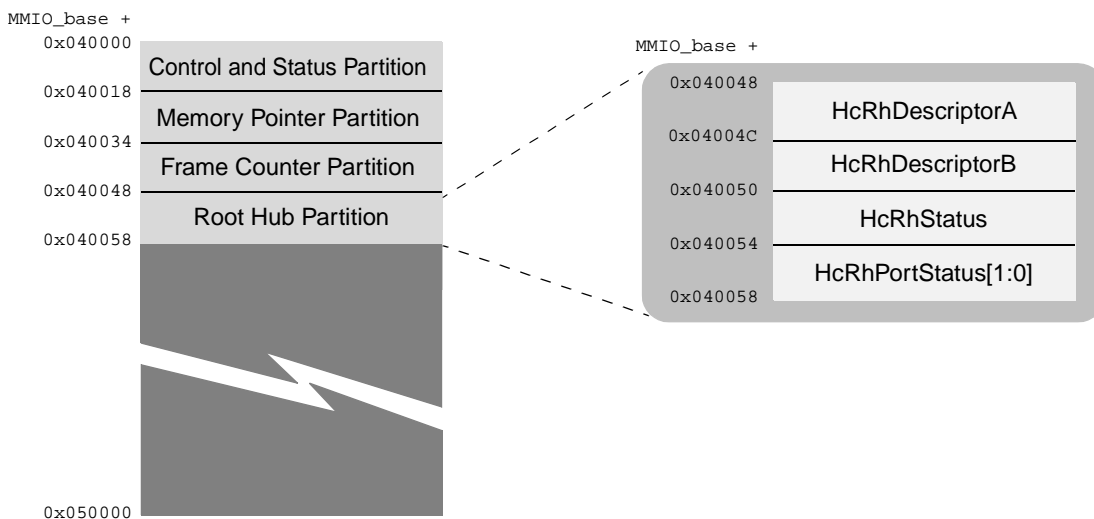 MMIO_base +
0x040000
Control and Status Partition
0x040018
Memory Pointer Partition
0x040034
Frame Counter Partition
0x040048
Root Hub Partition
0x040058
0x050000
MMIO_base +
0x040048
HcRhDescriptorA
0x04004C
HcRhDescriptorB
0x040050
HcRhStatus
0x040054
HcRhPortStatus[1:0]
0x040058